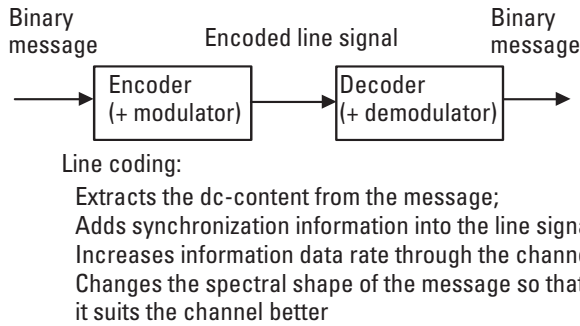 Binary
message
Encoded line signal
Binary
message
Encoder
(+ modulator)
Decoder
(+ demodulator)
Line coding:
Extracts the dc-content from the message;
Adds synchronization information into the line signa
Increases information data rate through the channe
Changes the spectral shape of the message so that
it suits the channel better